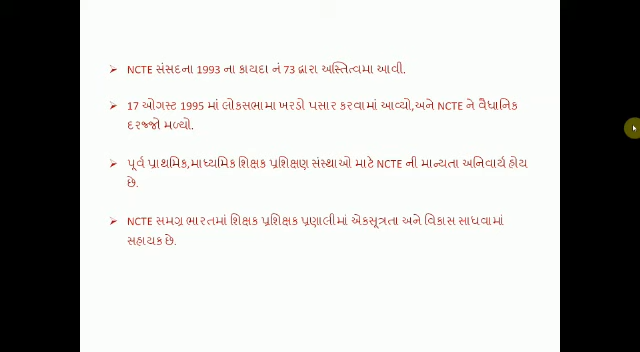 ➢ NCTE સંસદના 1993 ના કાયદા નં 73 દ્વારા અસ્તિત્વમા આવી.
➢ 17 ઓગસ્ટ 1995 માં લોકસભામા ખરડો પસાર કરવામાં આવ્યો,અને NCTE ને વૈધાનિક
દરજ્જો મળ્યો.
➢ પૂર્વ પ્રાથમિક,માધ્યમિક શિક્ષક પ્રશિક્ષણ સંસ્થાઓ માટે NCTE ની માન્યતા અનિવાર્ય હોય
છે.
➢ NCTE સમગ્ર ભારતમાં શિક્ષક પ્રશિક્ષક પ્રણાલીમાં એકસૂત્રતા અને વિકાસ સાધવામાં
સહાયક છે.